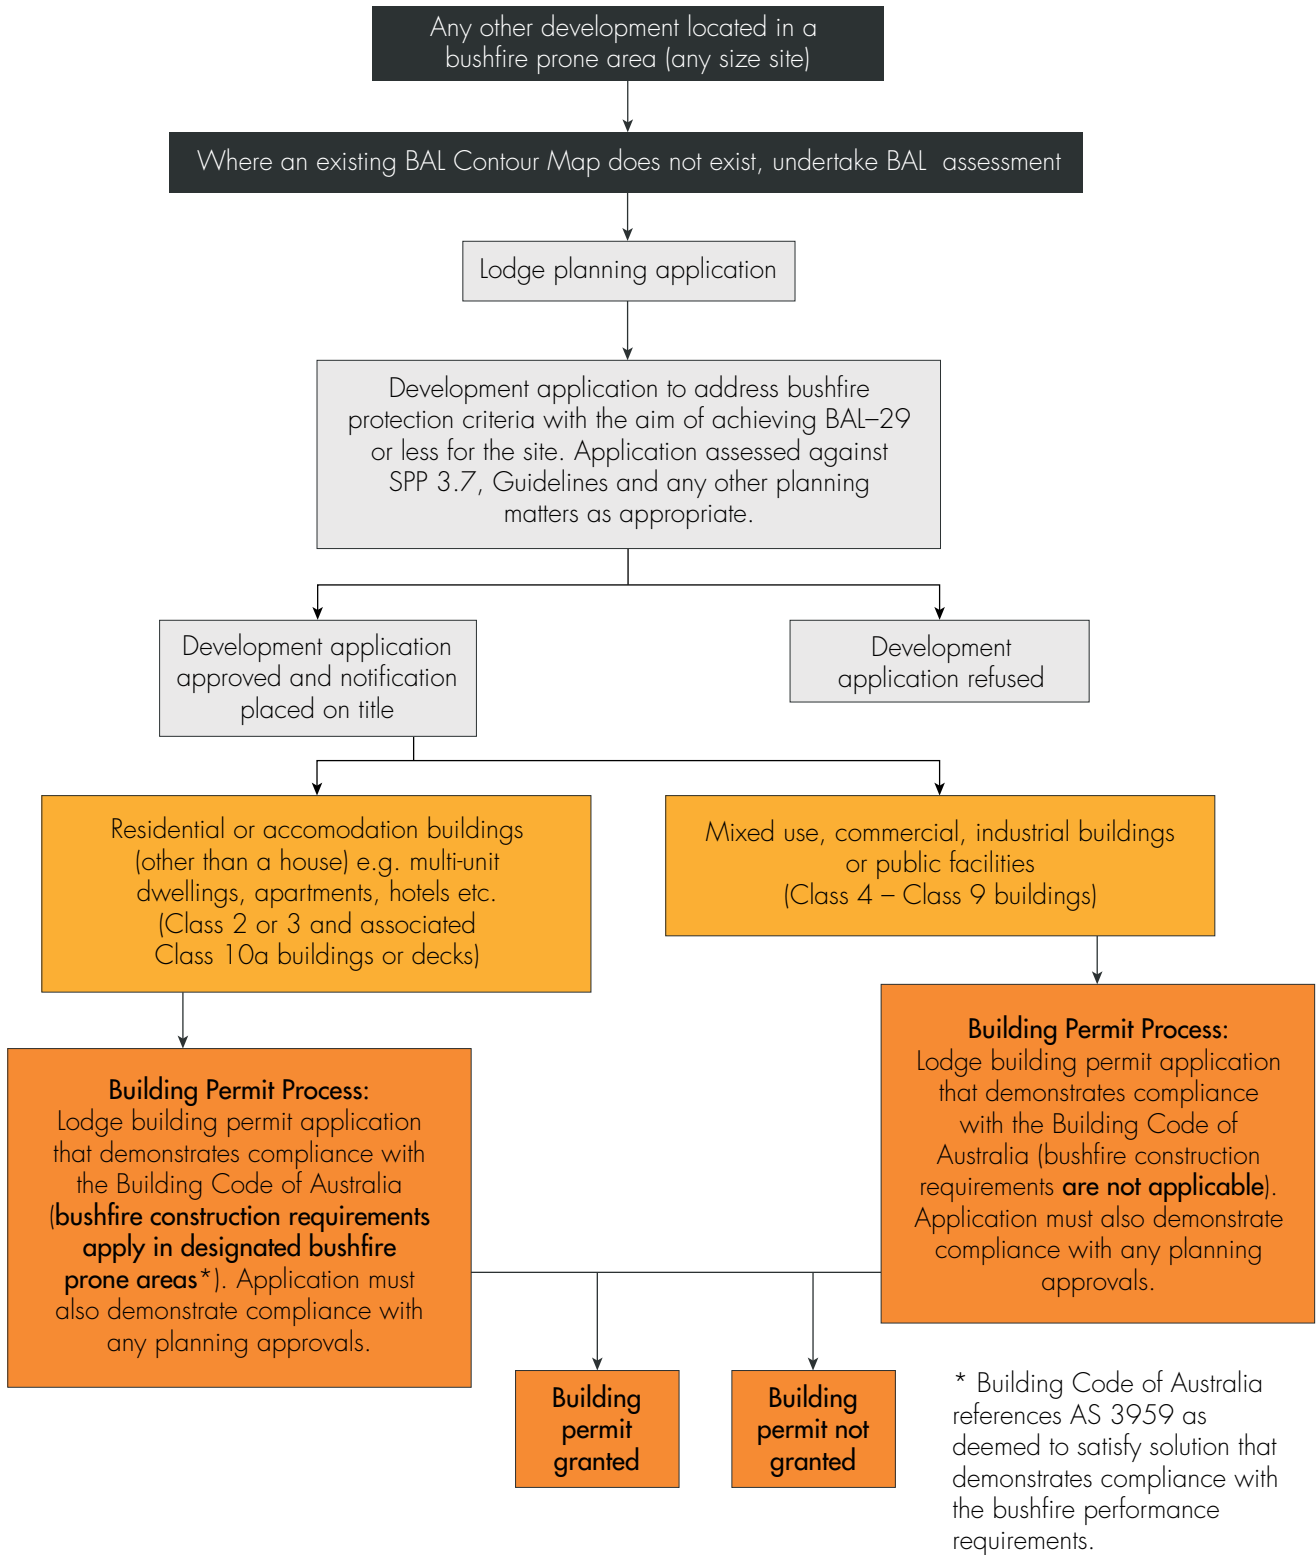 Any other development located in a
bushfire prone area (any size site)
Where an existing BAL Contour Map does not exist, undertake BAL assessment
Lodge planning application
Development application to address bushfire
protection criteria with the aim of achieving BAL–29
or less for the site. Application assessed against
SPP 3.7, Guidelines and any other planning
matters as appropriate.
Development application
approved and notification
placed on title
Development
application refused
Residential or accomodation buildings
(other than a house) e.g. multi-unit
dwellings, apartments, hotels etc.
(Class 2 or 3 and associated
Class 10a buildings or decks)
Mixed use, commercial, industrial buildings
or public facilities
(Class 4 – Class 9 buildings)
Building Permit Process:
Lodge building permit application
that demonstrates compliance with
the Building Code of Australia
(bushfire construction requirements
apply in designated bushfire
prone areas*). Application must
also demonstrate compliance with
any planning approvals.
Building Permit Process:
Lodge building permit application
that demonstrates compliance
with the Building Code of
Australia (bushfire construction
requirements are not applicable).
Application must also demonstrate
compliance with any planning
approvals.
Building
permit
granted
Building
permit not
granted
* Building Code of Australia
references AS 3959 as
deemed to satisfy solution that
demonstrates compliance with
the bushfire performance
requirements.